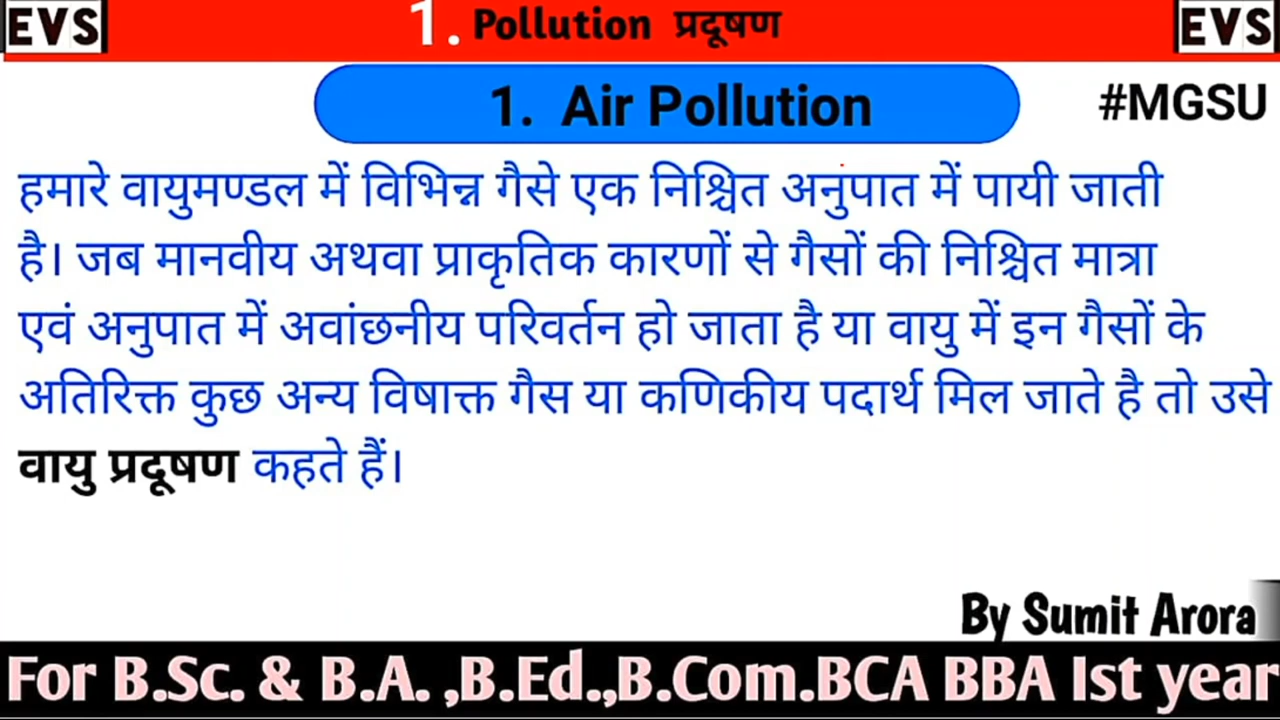 EVS 1. Pollution प्रदूषण EVS
1. Air Pollution #MGSU
हमारे वायुमण्डल में विभिन्न गैसे एक निश्चित अनुंपात में पायी जाती
है। जब मानवीय अथवा प्राकृतिक कारणों से गैसों की निश्चित मात्रा
एवं अनुपात में अवांछनीय परिवर्तन हो जाता है या वायु में इन गैसों के
अतिरिक्त कुछ अन्य विषाक्त गैस या कणिकीय पदार्थ मिल जाते है तो उसे
वायु प्रदूषण कहते हैं।
By Sumit Arora
For B.Sc. & B.A. ,B.Ed.,B.Com.BCA BBA Ist year